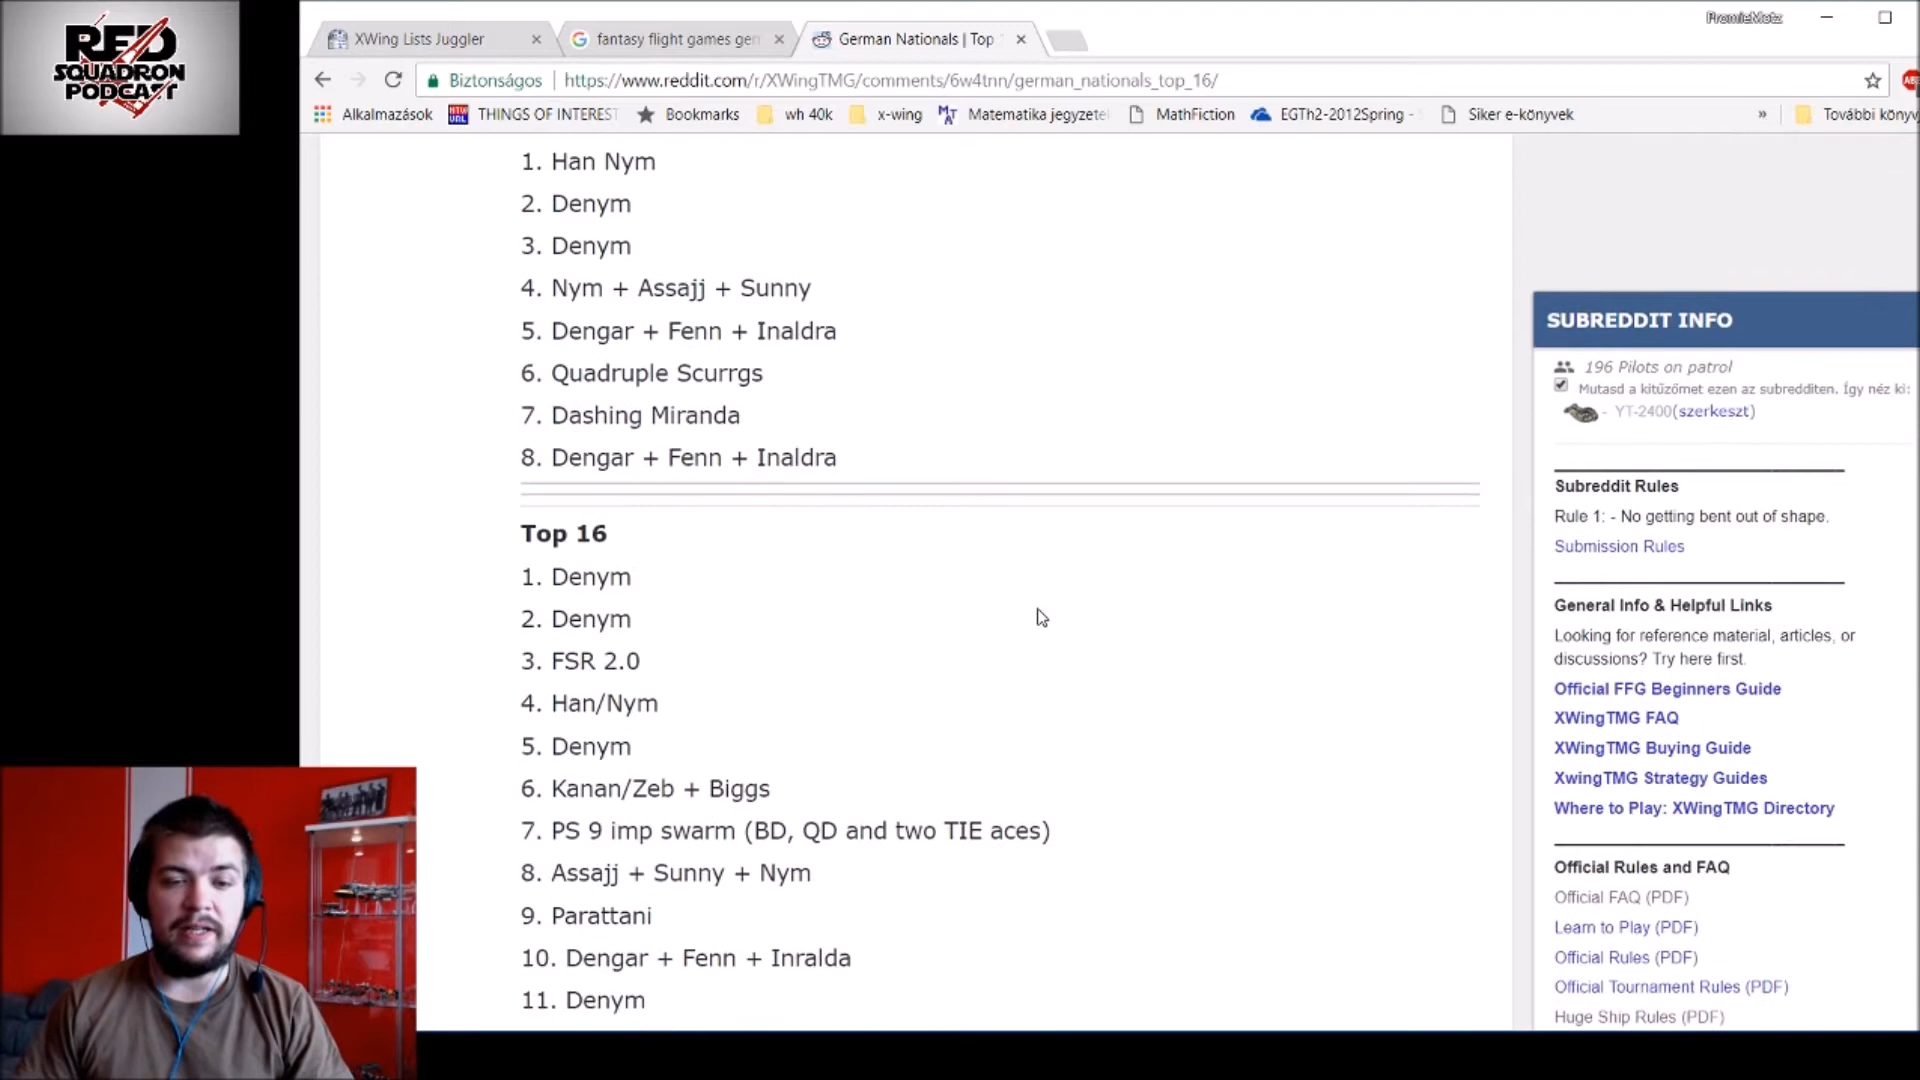 RED
SQUADRON
PODCAST
PromieMotz
XWing Lists Juggler
fantasy flight games ger
German Nationals | Top
Biztonságos
https://www.reddit.com/r/XWingTMG/comments/6w4tnn/german_nationals_top_16/
Alkalmazások
THINGS OF INTEREST
Bookmarks
wh 40k
x-wing
Matematika jegyzete
MathFiction
EGTh2-2012Spring -
Siker e-könyvek
»
További könyv
1. Han Nym
2. Denym
3. Denym
4. Nym + Assajj + Sunny
5. Dengar + Fenn + Inaldra
6. Quadruple Scurrgs
7. Dashing Miranda
8. Dengar + Fenn + Inaldra
Top 16
1. Denym
2. Denym
3. FSR 2.0
4. Han/Nym
5. Denym
6. Kanan/Zeb + Biggs
7. PS 9 imp swarm (BD, QD and two TIE aces)
8. Assajj + Sunny + Nym
9. Parattani
10. Dengar + Fenn + Inralda
11. Denym
SUBREDDIT INFO
196 Pilots on patrol
Mutasd a kitűzőmet ezen az subredditen. Így néz ki:
- YT-2400(szerkeszt)
Subreddit Rules
Rule 1: - No getting bent out of shape.
Submission Rules
General Info & Helpful Links
Looking for reference material, articles, or
discussions? Try here first.
Official FFG Beginners Guide
XWingTMG FAQ
XWingTMG Buying Guide
XwingTMG Strategy Guides
Where to Play: XWingTMG Directory
Official Rules and FAQ
Official FAQ (PDF)
Learn to Play (PDF)
Official Rules (PDF)
Official Tournament Rules (PDF)
Huge Ship Rules (PDF)